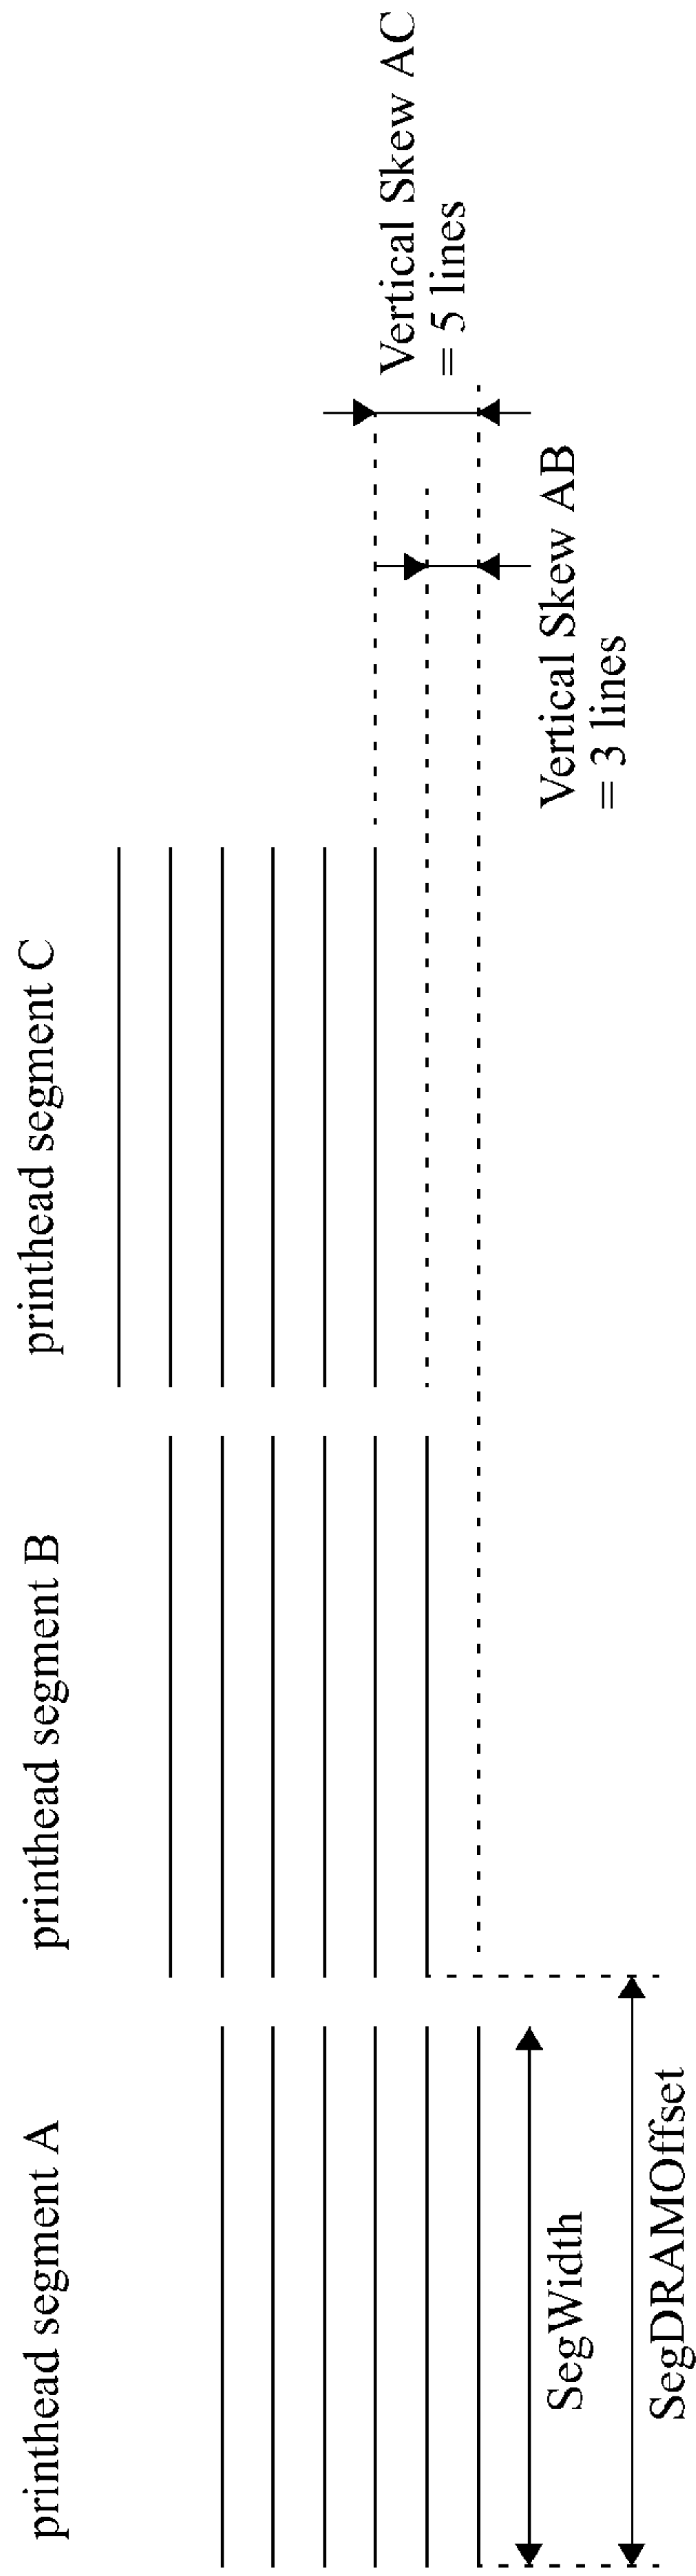 printhead segment A
printhead segment B
printhead segment C
Vertical Skew AC
= 5 lines
Vertical Skew AB
= 3 lines
SegWidth
SegDRAMOffset